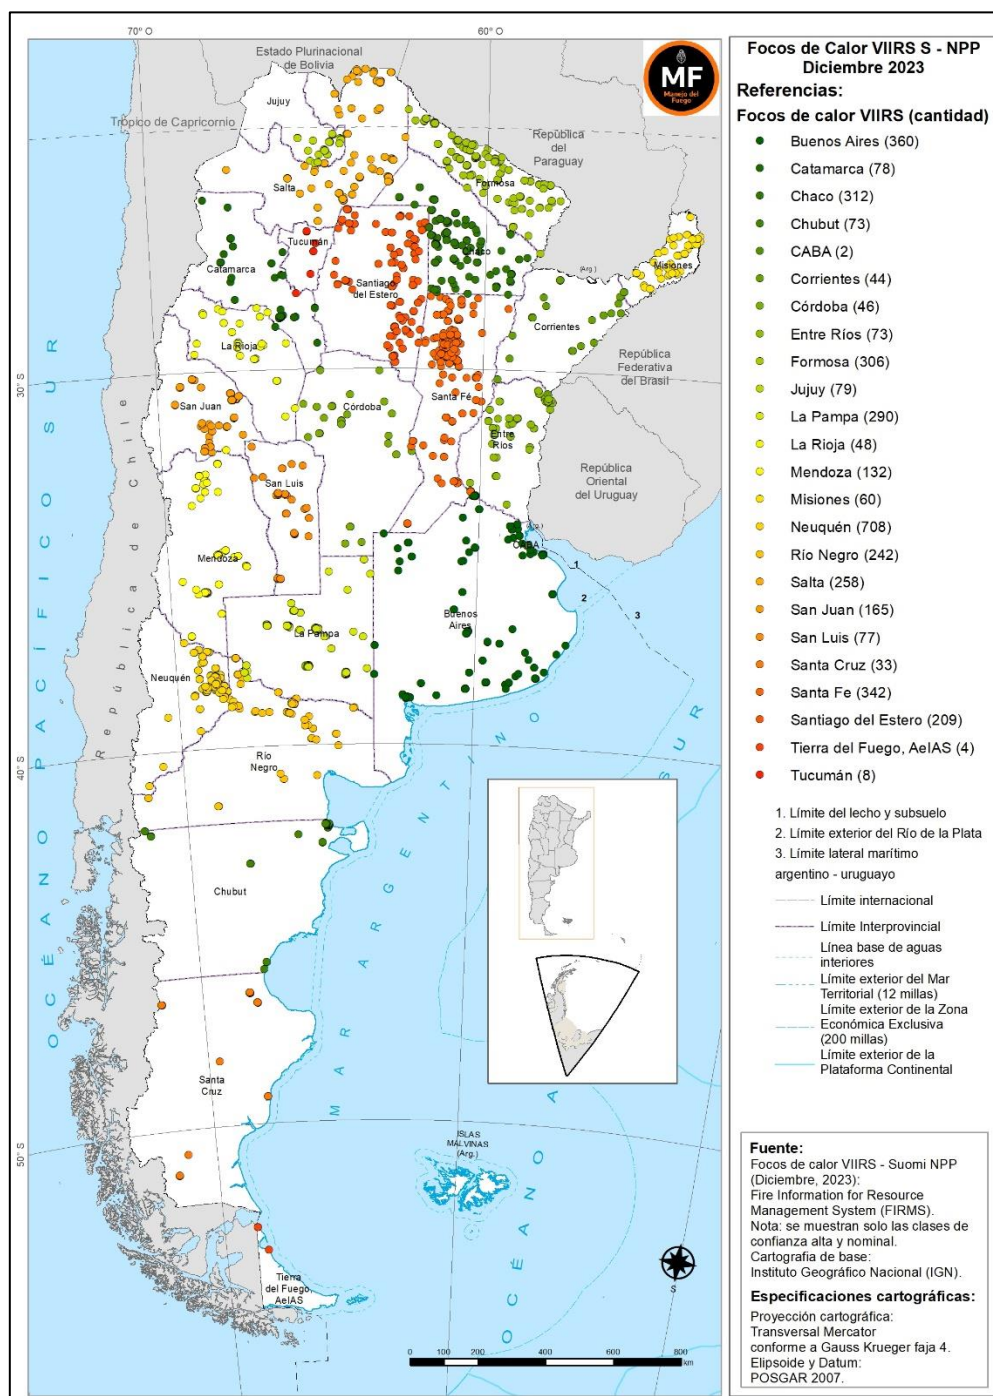 70° O
60° O
Estado Plurinacional
de Bolivia
MF
Manejo del
Fuego
Jujuy
Trópico de Capricornio
República
del
Paraguay
Salta
Formosa
Tucumán
Chaco
Misiones
(Arg.)
Catamarca
Santiago
del Estero
Corrientes
La Rioja
República
Federativa
del Brasil
30° S
San Juan
Córdoba
Santa Fé
Entre
Ríos
República
Oriental
del Uruguay
San Luis
(Arg.)
CABA
Mendoza
1
2
3
Buenos
Aires
La Pampa
Neuquén
40° S
Río
Negro
Chubut
Santa
Cruz
50° S
ISLAS
MALVINAS
(Arg.)
Tierra
del Fuego,
AeIAS
República de Chile
OCÉANO PACÍFICO SUR
MAR ARGENTINO
OCÉANO A
SUR
S
0 100 200 400 600 800
km
Focos de Calor VIIRS S - NPP
Diciembre 2023
Referencias:
Focos de calor VIIRS (cantidad)
Buenos Aires (360)
Catamarca (78)
Chaco (312)
Chubut (73)
CABA (2)
Corrientes (44)
Córdoba (46)
Entre Ríos (73)
Formosa (306)
Jujuy (79)
La Pampa (290)
La Rioja (48)
Mendoza (132)
Misiones (60)
Neuquén (708)
Río Negro (242)
Salta (258)
San Juan (165)
San Luis (77)
Santa Cruz (33)
Santa Fe (342)
Santiago del Estero (209)
Tierra del Fuego, AeIAS (4)
Tucumán (8)
1. Límite del lecho y subsuelo
2. Límite exterior del Río de la Plata
3. Límite lateral marítimo
argentino - uruguayo
Límite internacional
Límite Interprovincial
Línea base de aguas
interiores
Límite exterior del Mar
Territorial (12 millas)
Límite exterior de la Zona
Económica Exclusiva
(200 millas)
Límite exterior de la
Plataforma Continental
Fuente:
Focos de calor VIIRS - Suomi NPP
(Diciembre, 2023):
Fire Information for Resource
Management System (FIRMS).
Nota: se muestran solo las clases de
confianza alta y nominal.
Cartografia de base:
Instituto Geográfico Nacional (IGN).
Especificaciones cartográficas:
Proyección cartográfica:
Transversal Mercator
conforme a Gauss Krueger faja 4.
Elipsoide y Datum:
POSGAR 2007.